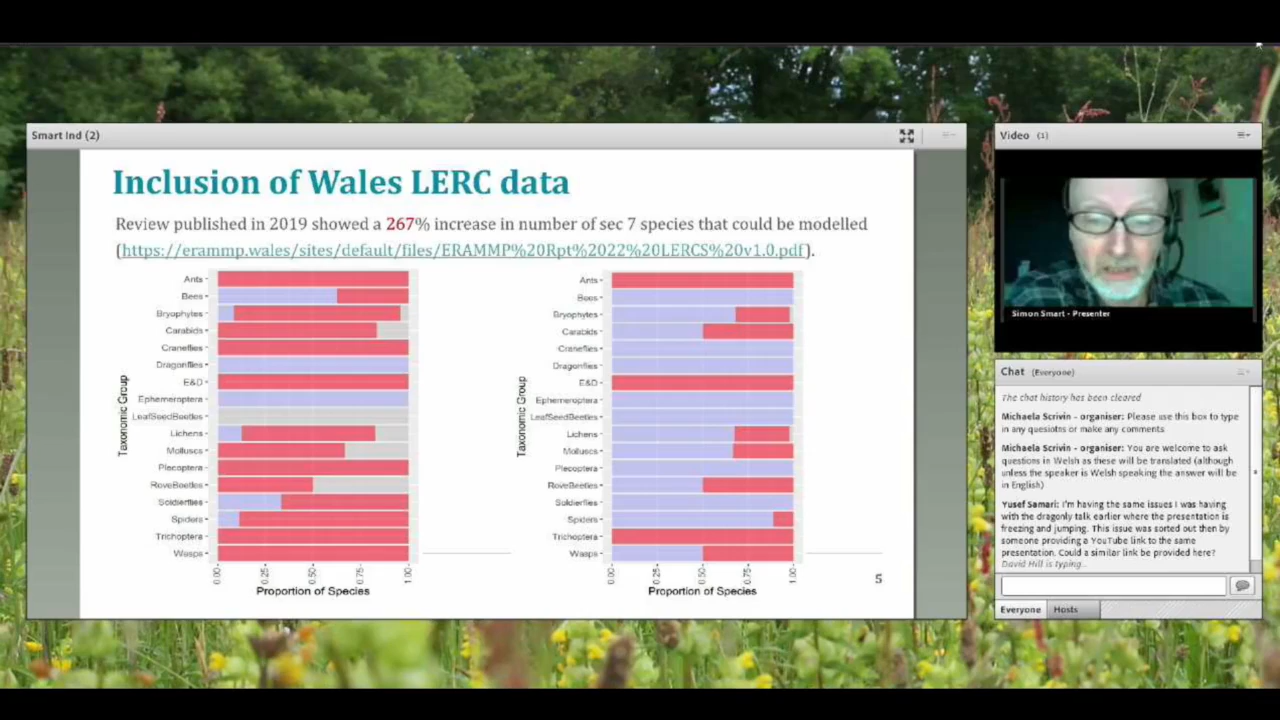 Smart Ind (2)
Inclusion of Wales LERC data
Review published in 2019 showed a 267% increase in number of sec 7 species that could be modelled
(https://erammp.wales/sites/default/files/ERAMMP%20Rpt%2022%20LERCS%20v1.0.pdf).
Taxonomic Group
Ants
Bees
Bryophytes
Carabids
Craneflies
Dragonflies
E&D
Ephemeroptera
LeafSeedBeetles
Lichens
Molluscs
Plecoptera
RoveBeetles
Soldierflies
Spiders
Trichoptera
Wasps
0.00
0.25
0.50
0.75
1.00
Proportion of Species
Taxonomic Group
Ants
Bees
Bryophytes
Carabids
Craneflies
Dragonflies
E&D
Ephemeroptera
LeafSeedBeetles
Lichens
Molluscs
Plecoptera
RoveBeetles
Soldierflies
Spiders
Trichoptera
Wasps
0.00
0.25
0.50
0.75
1.00
Proportion of Species
5
Video (1)
Simon Smart - Presenter
Chat (Everyone)
The chat history has been cleared
Michaela Scrivin - organiser: Please use this box to type
in any quesiotns or make any comments
Michaela Scrivin - organiser: You are welcome to ask
questions in Welsh as these will be translated (although
unless the speaker is Welsh speaking the answer will be
in English)
Yusef Samari: I'm having the same issues I was having
with the dragonly talk earlier where the presentation is
freezing and jumping. This issue was sorted out then by
someone providing a YouTube link to the same
presentation. Could a similar link be provided here?
David Hill is typing...
Everyone
Hosts